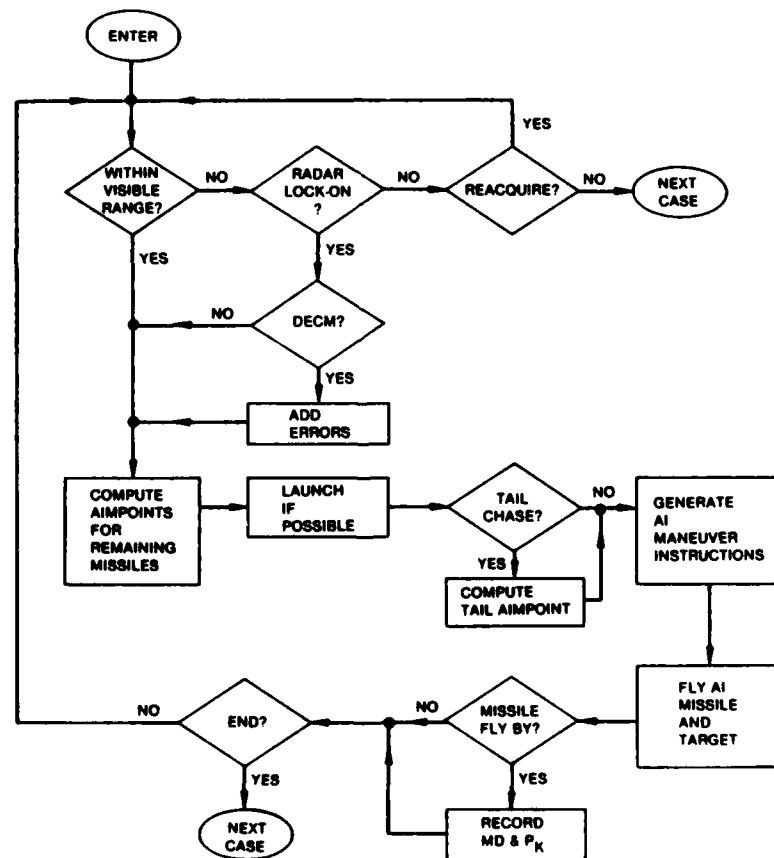 ENTER
YES
WITHIN
VISIBLE
RANGE?
NO
RADAR
LOCK-ON
?
NO
REACQUIRE?
NO
NEXT
CASE
YES
YES
NO
DECM?
YES
ADD
ERRORS
COMPUTE
AIMPOINTS
FOR
REMAINING
MISSILES
LAUNCH
IF
POSSIBLE
TAIL
CHASE?
NO
GENERATE
AI
MANEUVER
INSTRUCTIONS
YES
COMPUTE
TAIL AIMPOINT
NO
END?
NO
MISSILE
FLY BY?
FLY AI
MISSILE
AND
TARGET
YES
YES
NEXT
CASE
RECORD
MD & PK